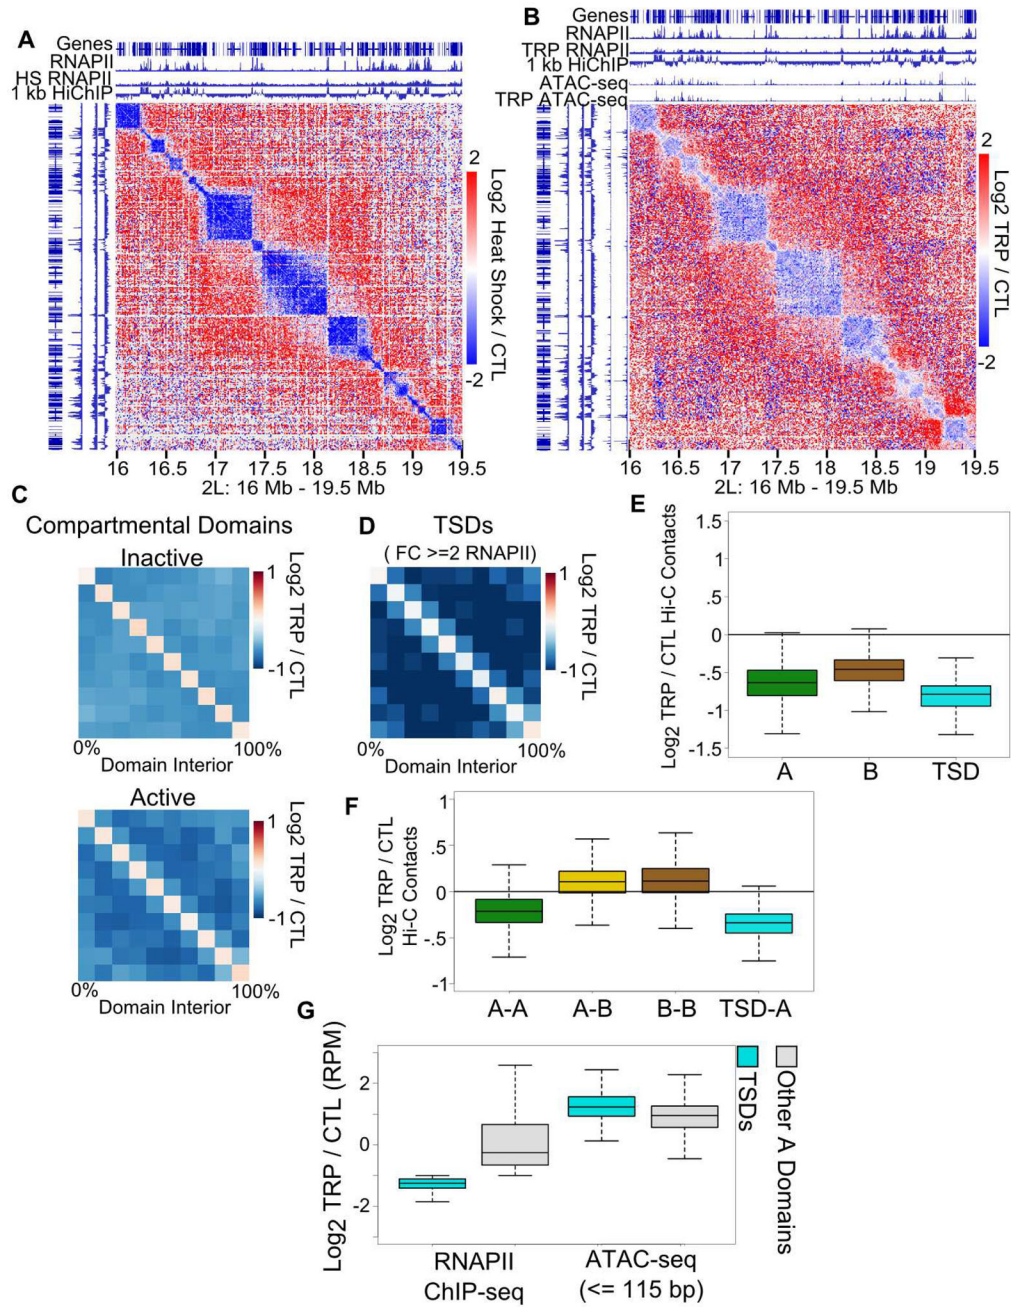 A
Genes
RNAPII
HS RNAPII
1 kb HiChIP
2
Log2 Heat Shock / CTL
-2
16 16.5 17 17.5 18 18.5 19 19.5
2L: 16 Mb - 19.5 Mb
B
Genes
RNAPII
TRP RNAPII
1 kb HiChIP
ATAC-seq
TRP ATAC-seq
2
Log2 TRP / CTL
-2
16 16.5 17 17.5 18 18.5 19 19.5
2L: 16 Mb - 19.5 Mb
C
Compartmental Domains
Inactive
1
Log2 TRP / CTL
-1
0% 100%
Domain Interior
Active
1
Log2 TRP / CTL
-1
0% 100%
Domain Interior
D
TSDs
( FC >=2 RNAPII)
1
Log2 TRP / CTL
-1
0% 100%
Domain Interior
E
Log2 TRP / CTL Hi-C Contacts
1.5
1
.5
0
-.5
-1
-1.5
A B TSD
F
Log2 TRP / CTL
Hi-C Contacts
1
.5
0
-.5
-1
A-A A-B B-B TSD-A
G
Log2 TRP / CTL (RPM)
2
0
-2
RNAPII
ChIP-seq
ATAC-seq
(<= 115 bp)
TSDs
Other A Domains